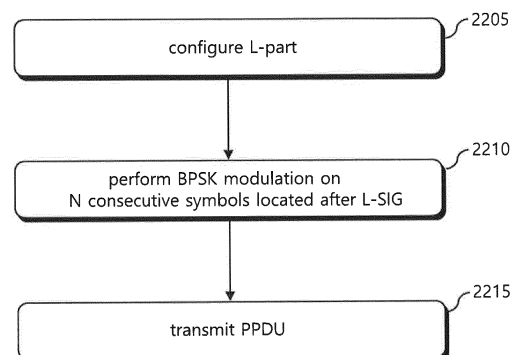 2205
configure L-part
2210
perform BPSK modulation on
N consecutive symbols located after L-SIG
2215
transmit PPDU